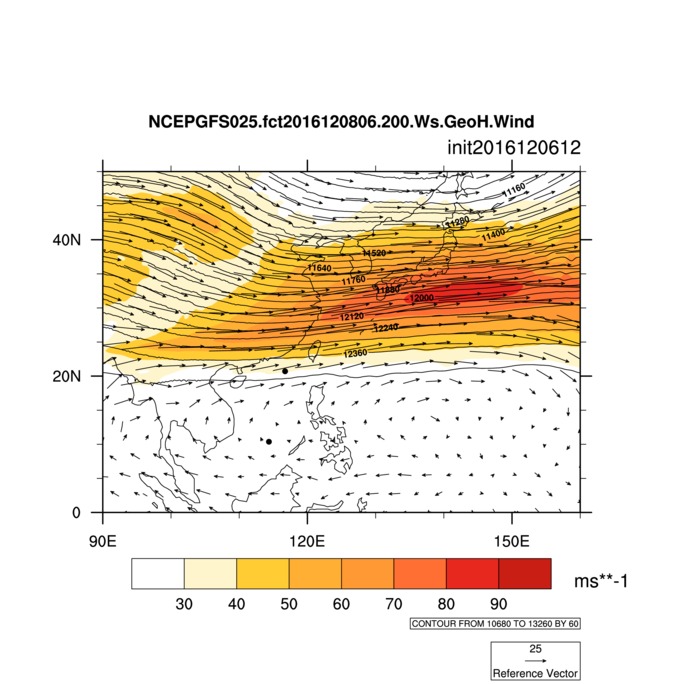 NCEPGFS025.fct2016120806.200.Ws.GeoH.Wind
init2016120612
11160
11280
11400
40N
11520
11640
11760
11880
12000
12120
12240
12360
20N
0
90E 120E 150E
30 40 50 60 70 80 90
ms**-1
CONTOUR FROM 10680 TO 13260 BY 60
25
Reference Vector